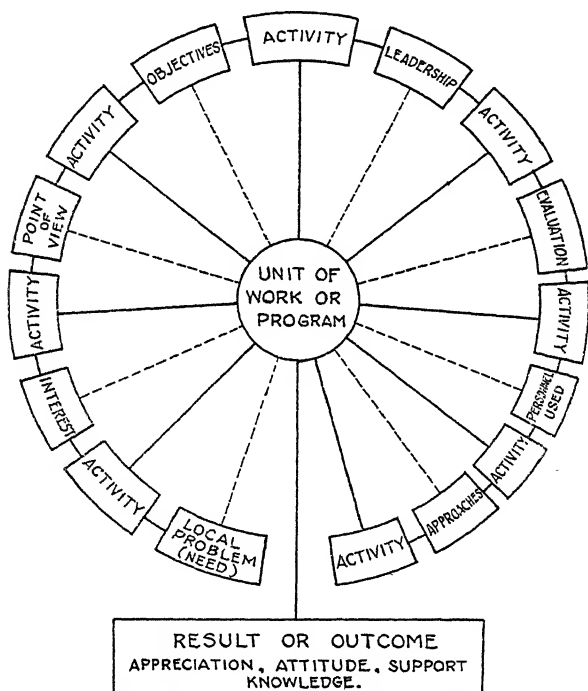 UNIT OF
WORK OR
PROGRAM
LOCAL
PROBLEM
(NEED)
ACTIVITY
INTEREST
ACTIVITY
POINT
OF
VIEW
ACTIVITY
OBJECTIVES
ACTIVITY
LEADERSHIP
ACTIVITY
EVALUATION
ACTIVITY
PERSONNEL
USED
ACTIVITY
APPROACHES
ACTIVITY
RESULT OR OUTCOME
APPRECIATION, ATTITUDE, SUPPORT
KNOWLEDGE.